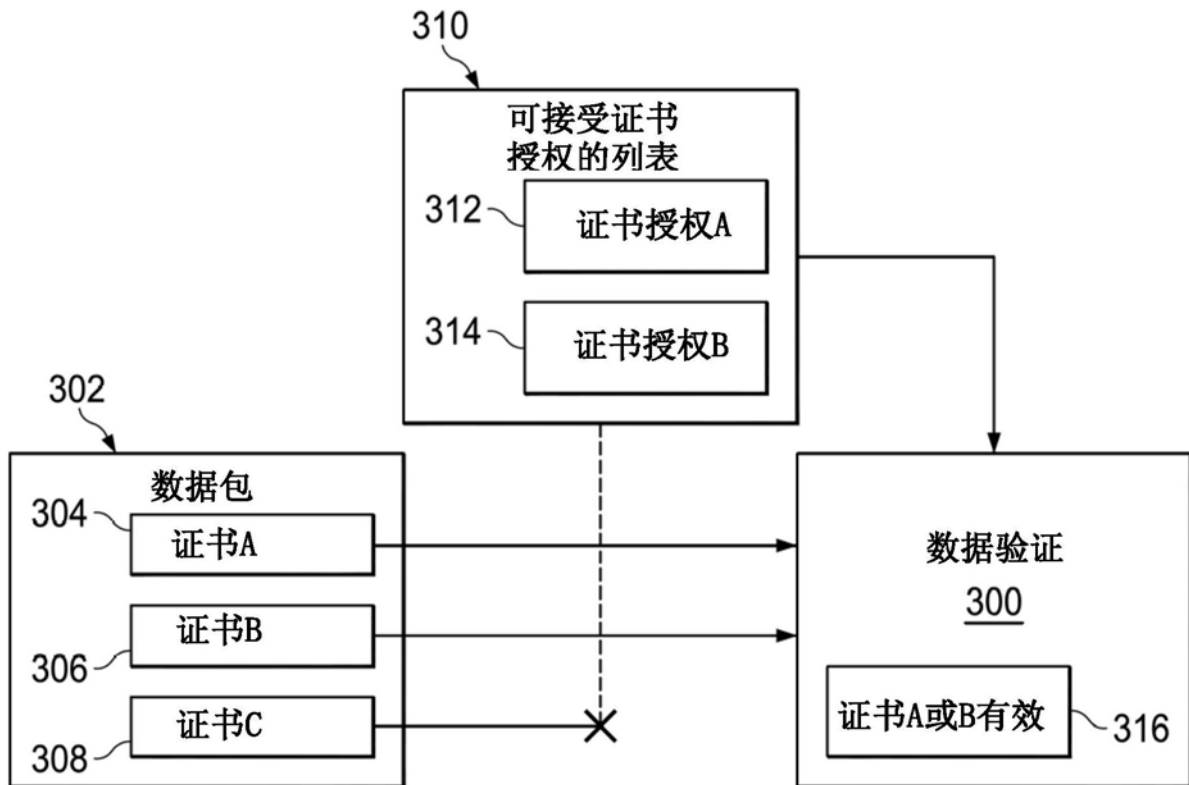 310
可接受证书
授权的列表
312
证书授权A
314
证书授权B
302
数据包
304
证书A
306
证书B
308
证书C
数据验证
300
证书A或B有效
316